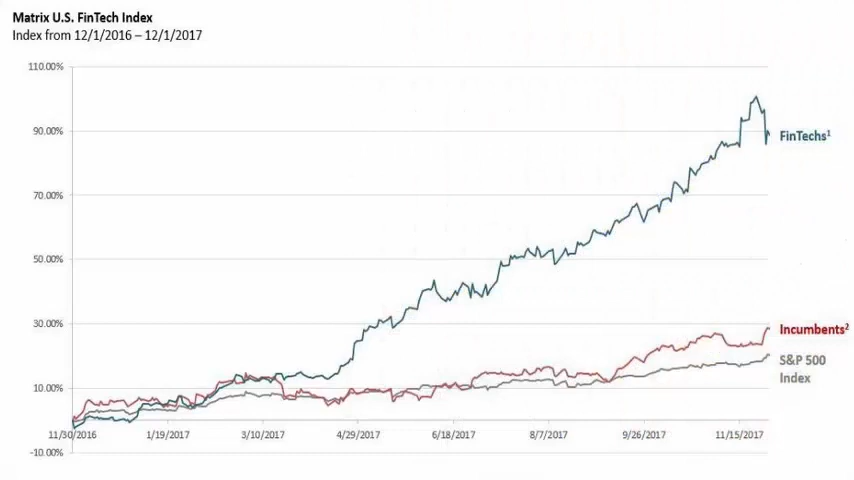 Matrix U.S. FinTech Index
Index from 12/1/2016 – 12/1/2017
110.00%
90.00%
70.00%
50.00%
30.00%
10.00%
-10.00%
11/30/2016
1/19/2017
3/10/2017
4/29/2017
6/18/2017
8/7/2017
9/26/2017
11/15/2017
FinTechs¹
Incumbents²
S&P 500
Index